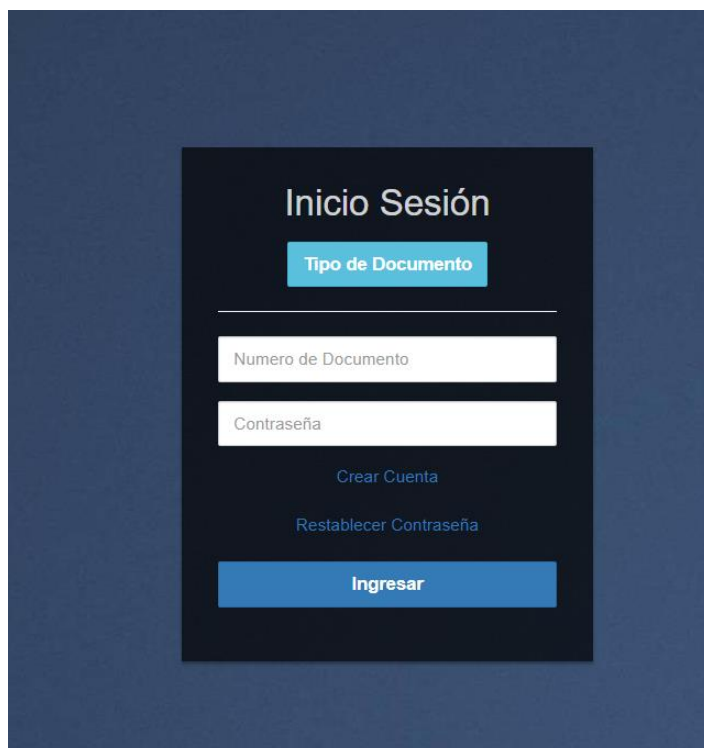 Inicio Sesión
Tipo de Documento
Numero de Documento
Contraseña
Crear Cuenta
Restablecer Contraseña
Ingresar